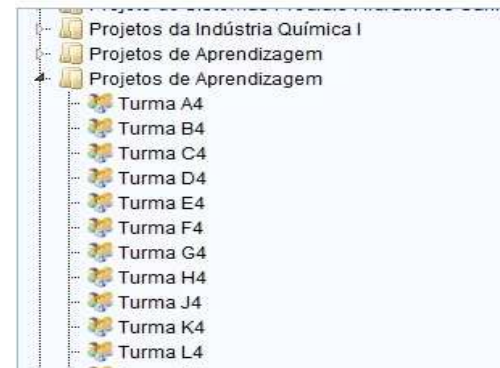 Projetos da Indústria Química I
Projetos de Aprendizagem
Projetos de Aprendizagem
Turma A4
Turma B4
Turma C4
Turma D4
Turma E4
Turma F4
Turma G4
Turma H4
Turma J4
Turma K4
Turma L4